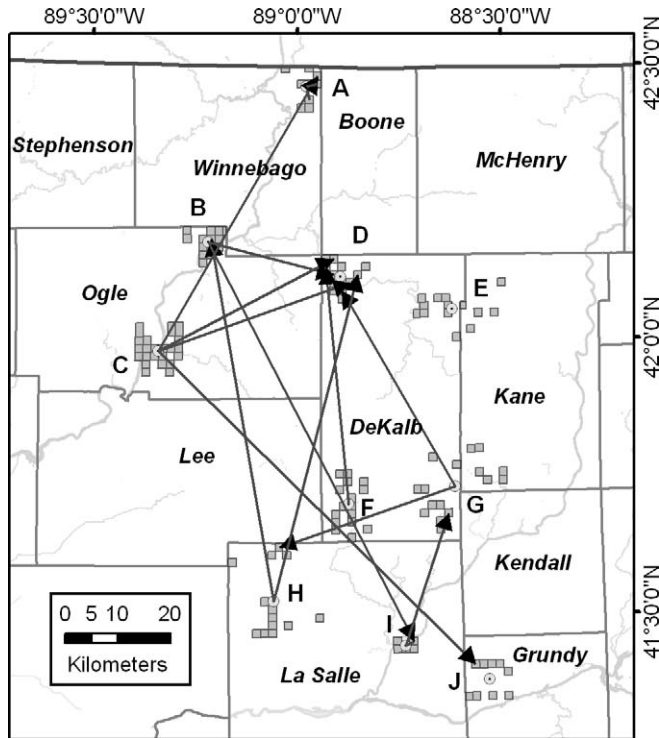 89°30'0"W 89°0'0"W 88°30'0"W
42°30'0"N
A
Boone
Stephenson
McHenry
Winnebago
B
D
Ogle
E
42°0'0"N
C
Kane
DeKalb
Lee
F
G
Kendall
41°30'0"N
H
0 5 10 20
Kilometers
I
La Salle
Grundy
J